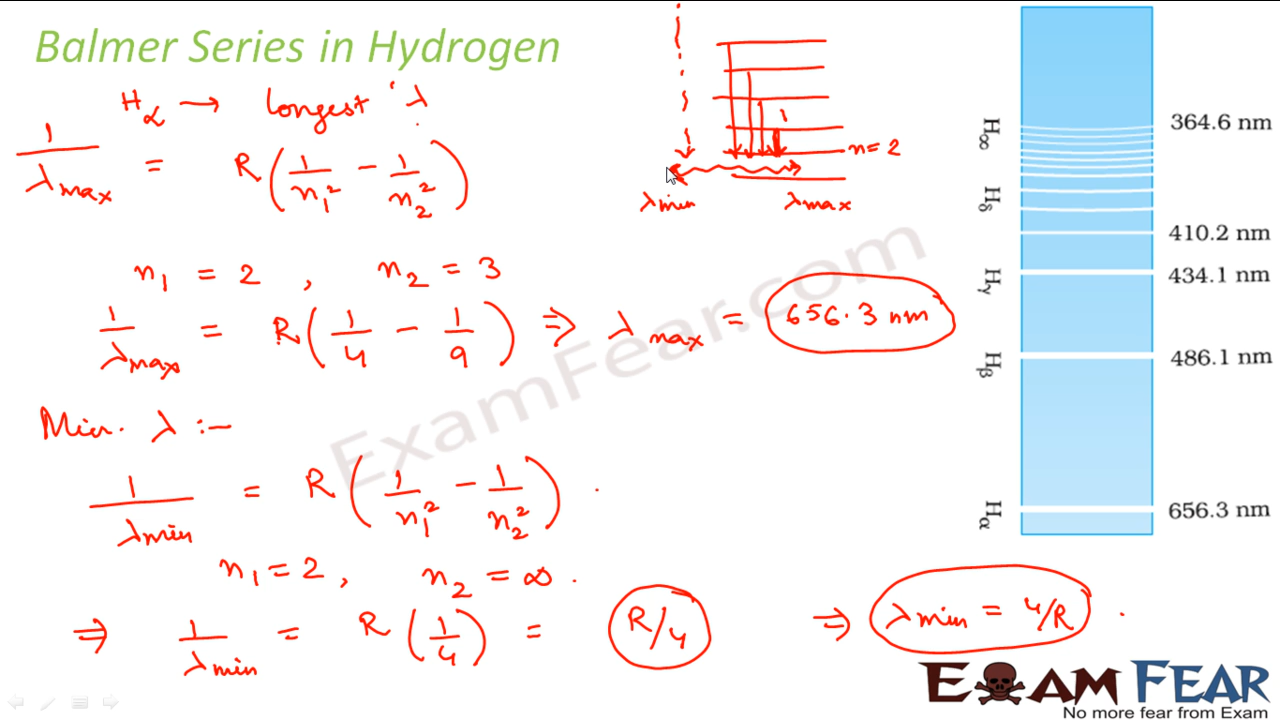 Balmer Series in Hydrogen
Hα → longest λ
1/λmax = R(1/n₁² − 1/n₂²)
n₁ = 2 , n₂ = 3
1/λmax = R(1/4 − 1/9) ⇒ λmax = 656.3 nm
Min. λ :−
1/λmin = R(1/n₁² − 1/n₂²).
n₁ = 2, n₂ = ∞.
⇒ 1/λmin = R(1/4) = R/4 ⇒ λmin = 4/R.
n = 2
λmin λmax
H∞ 364.6 nm
Hδ 410.2 nm
Hγ 434.1 nm
Hβ 486.1 nm
Hα 656.3 nm
ExamFear.com
EXAM FEAR
No more fear from Exam